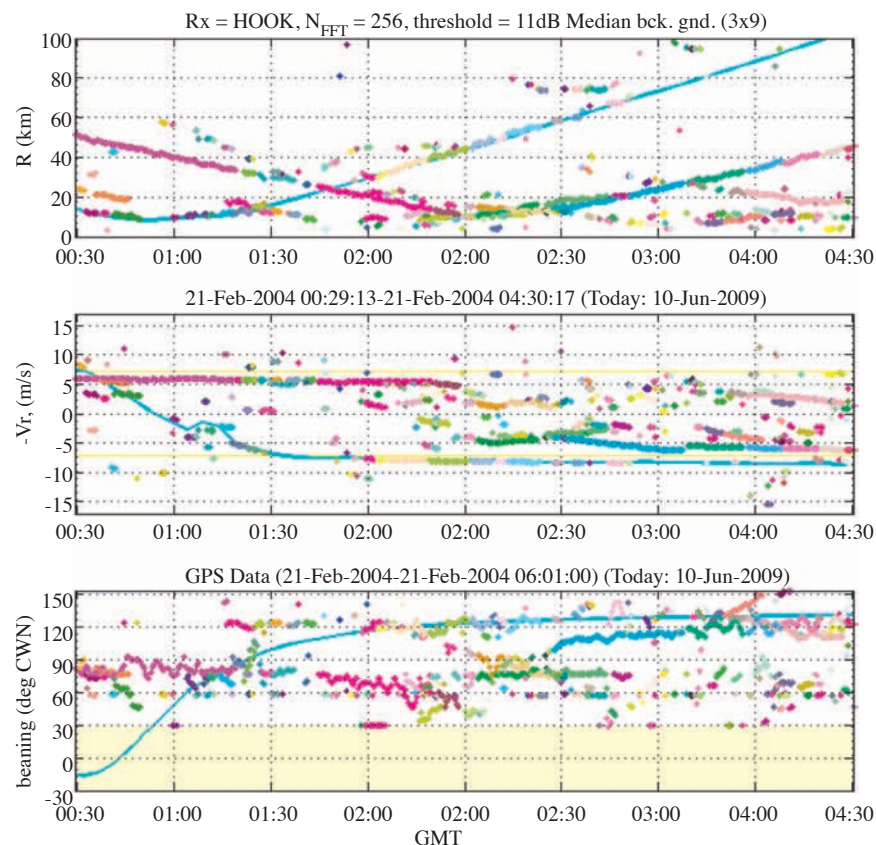 Rx = HOOK, N_FFT = 256, threshold = 11dB Median bck. gnd. (3x9)
100
80
60
40
20
0
R (km)
00:30 01:00 01:30 02:00 02:00 02:30 03:00 04:00 04:30
21-Feb-2004 00:29:13-21-Feb-2004 04:30:17 (Today: 10-Jun-2009)
15
10
5
0
-5
-10
-15
-Vr, (m/s)
00:30 01:00 01:30 02:00 02:00 02:30 03:00 04:00 04:30
GPS Data (21-Feb-2004-21-Feb-2004 06:01:00) (Today: 10-Jun-2009)
150
120
90
60
30
0
-30
beaning (deg CWN)
00:30 01:00 01:30 02:00 02:00 02:30 03:00 04:00 04:30
GMT